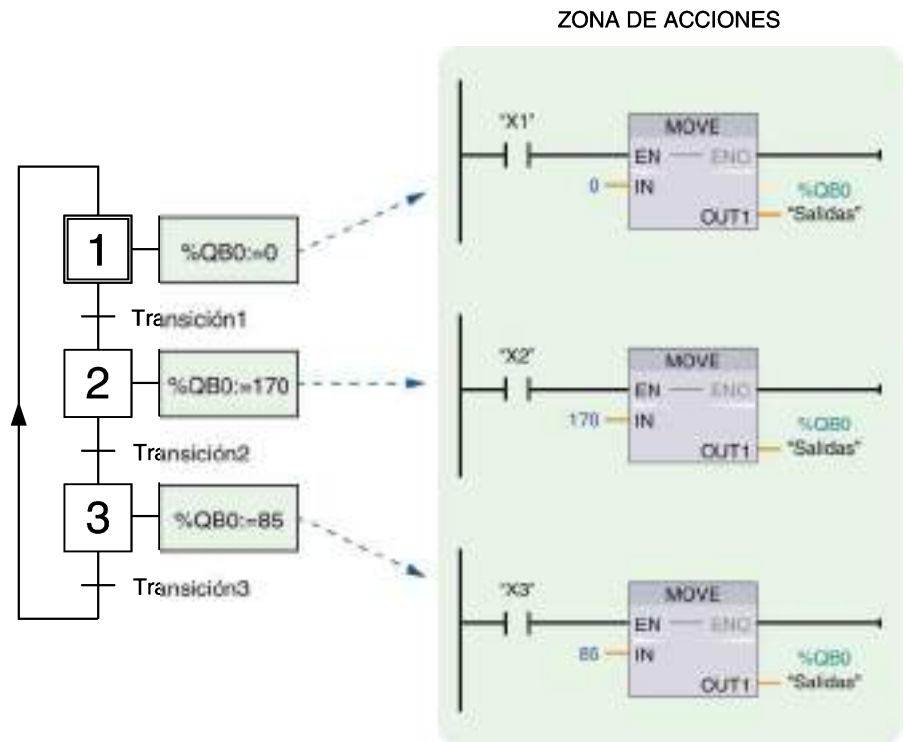 ZONA DE ACCIONES
1
%QB0:=0
Transición1
2
%QB0:=170
Transición2
3
%QB0:=85
Transición3
"X1"
MOVE
EN ENO
0 IN
%QB0
OUT1 "Salidas"
"X2"
MOVE
EN ENO
170 IN
%QB0
OUT1 "Salidas"
"X3"
MOVE
EN ENO
85 IN
%QB0
OUT1 "Salidas"